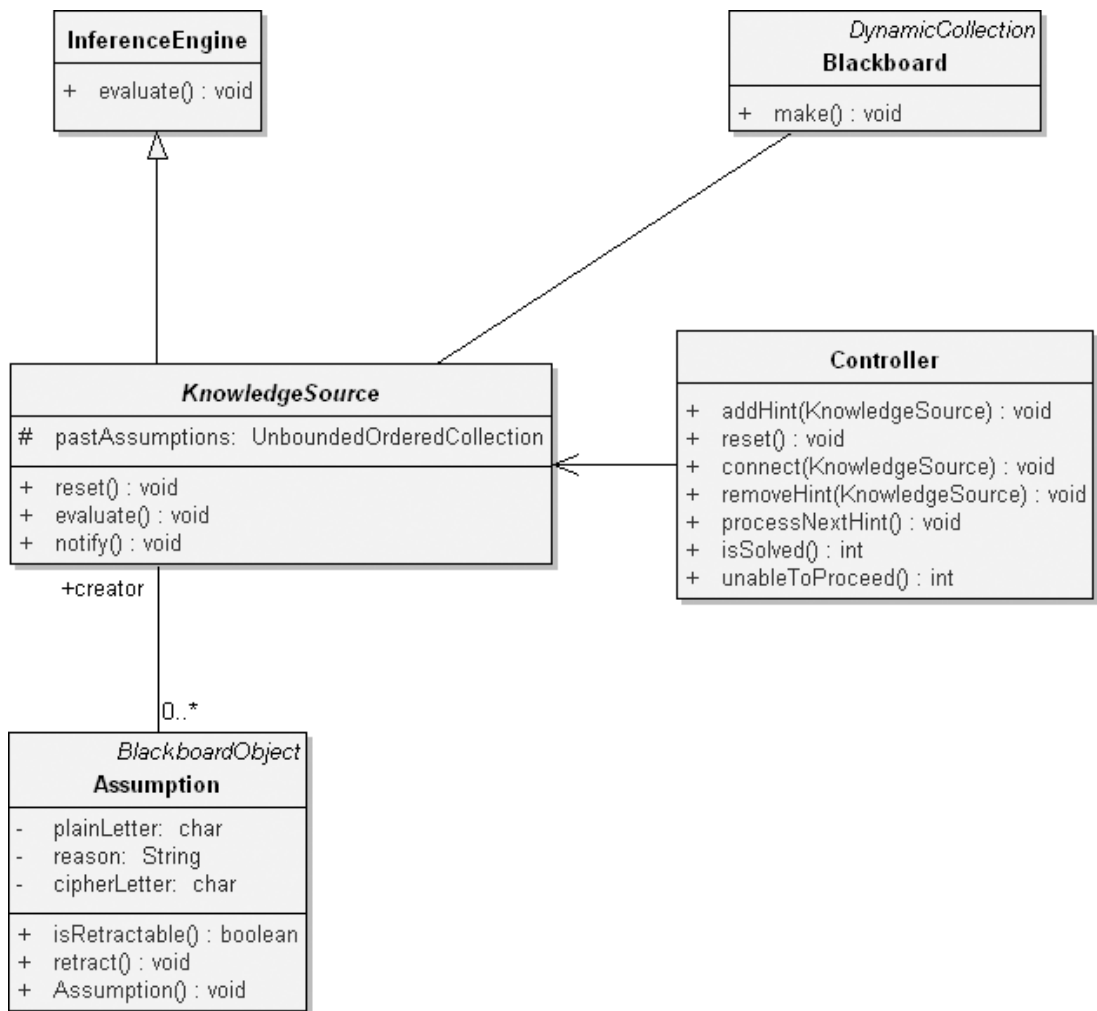 InferenceEngine
+ evaluate() : void
DynamicCollection
Blackboard
+ make() : void
KnowledgeSource
# pastAssumptions: UnboundedOrderedCollection
+ reset() : void
+ evaluate() : void
+ notify() : void
Controller
+ addHint(KnowledgeSource) : void
+ reset() : void
+ connect(KnowledgeSource) : void
+ removeHint(KnowledgeSource) : void
+ processNextHint() : void
+ isSolved() : int
+ unableToProceed() : int
+creator
0..*
BlackboardObject
Assumption
- plainLetter: char
- reason: String
- cipherLetter: char
+ isRetractable() : boolean
+ retract() : void
+ Assumption() : void